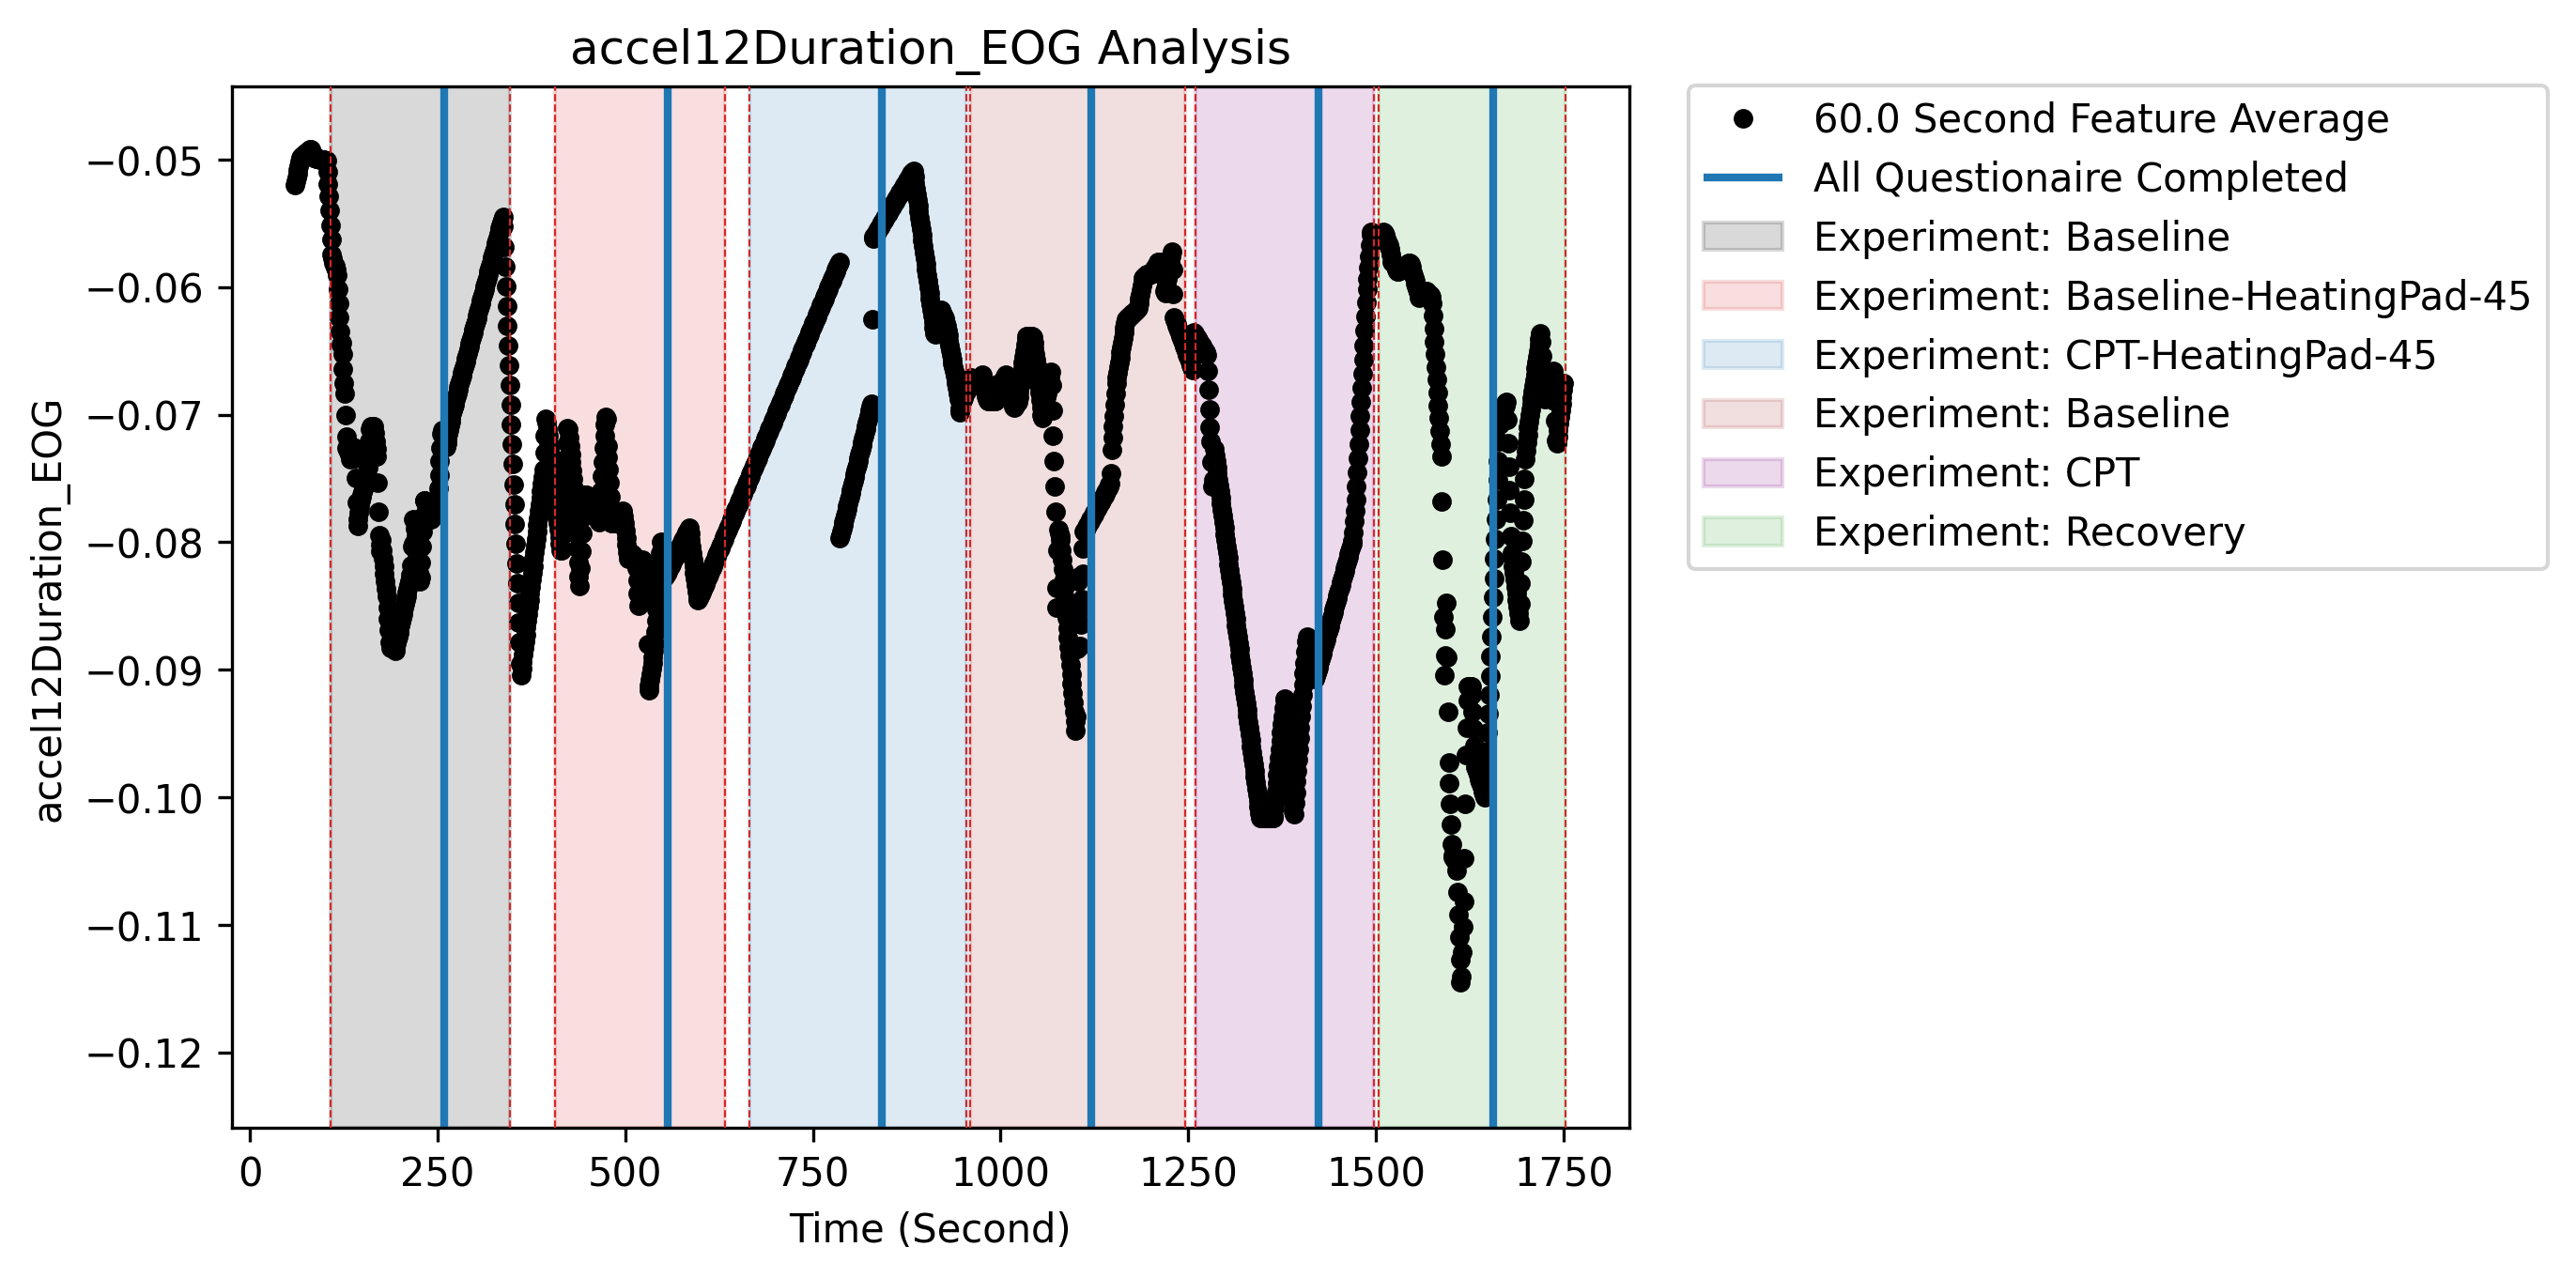 accel12Duration_EOG Analysis
accel12Duration_EOG
−0.05
−0.06
−0.07
−0.08
−0.09
−0.10
−0.11
−0.12
0 250 500 750 1000 1250 1500 1750
Time (Second)
60.0 Second Feature Average
All Questionaire Completed
Experiment: Baseline
Experiment: Baseline-HeatingPad-45
Experiment: CPT-HeatingPad-45
Experiment: Baseline
Experiment: CPT
Experiment: Recovery